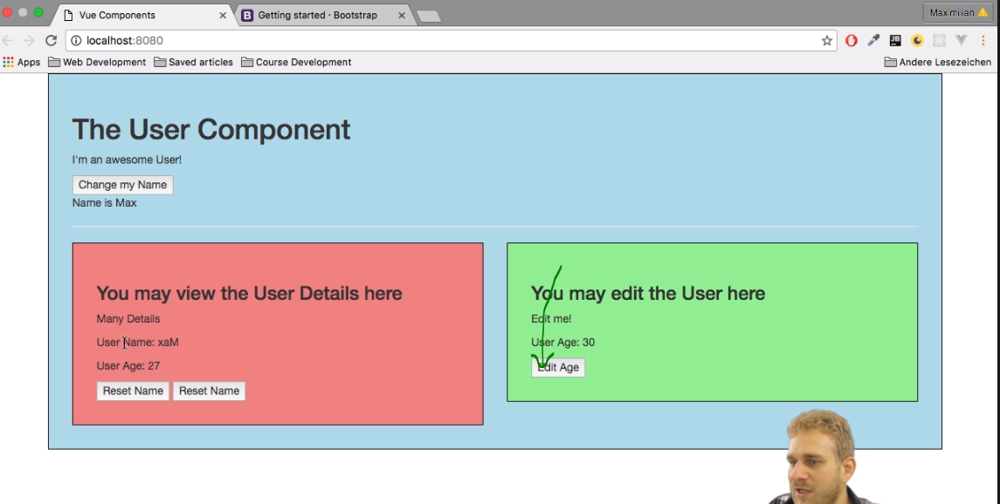 Vue Components
Getting started · Bootstrap
Maximilian
localhost:8080
Apps Web Development Saved articles Course Development Andere Lesezeichen
The User Component
I'm an awesome User!
Change my Name
Name is Max
You may view the User Details here
Many Details
User Name: xaM
User Age: 27
Reset Name Reset Name
You may edit the User here
Edit me!
User Age: 30
Edit Age